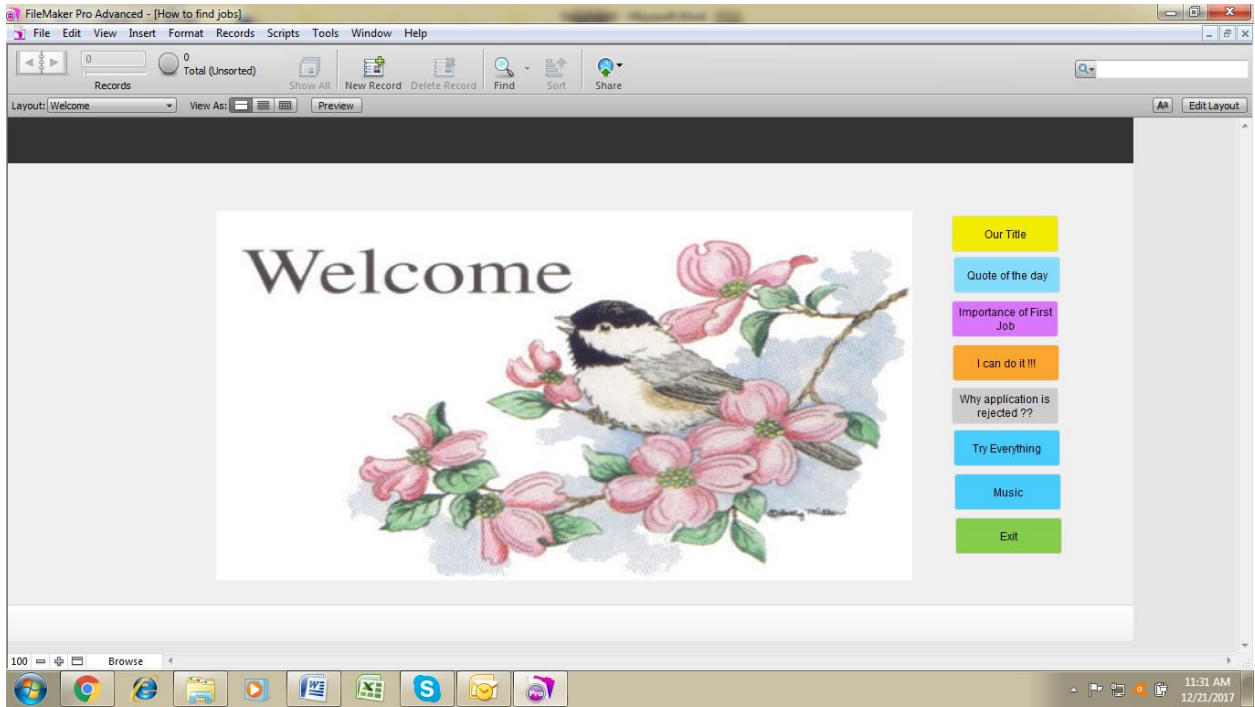 FileMaker Pro Advanced - [How to find jobs]
File Edit View Insert Format Records Scripts Tools Window Help
0
0
Total (Unsorted)
Records
Show All New Record Delete Record Find Sort Share
Layout: Welcome View As: Preview
Aa Edit Layout
Welcome
Our Title
Quote of the day
Importance of First
Job
I can do it !!!
Why application is
rejected ??
Try Everything
Music
Exit
100 Browse
11:31 AM
12/21/2017